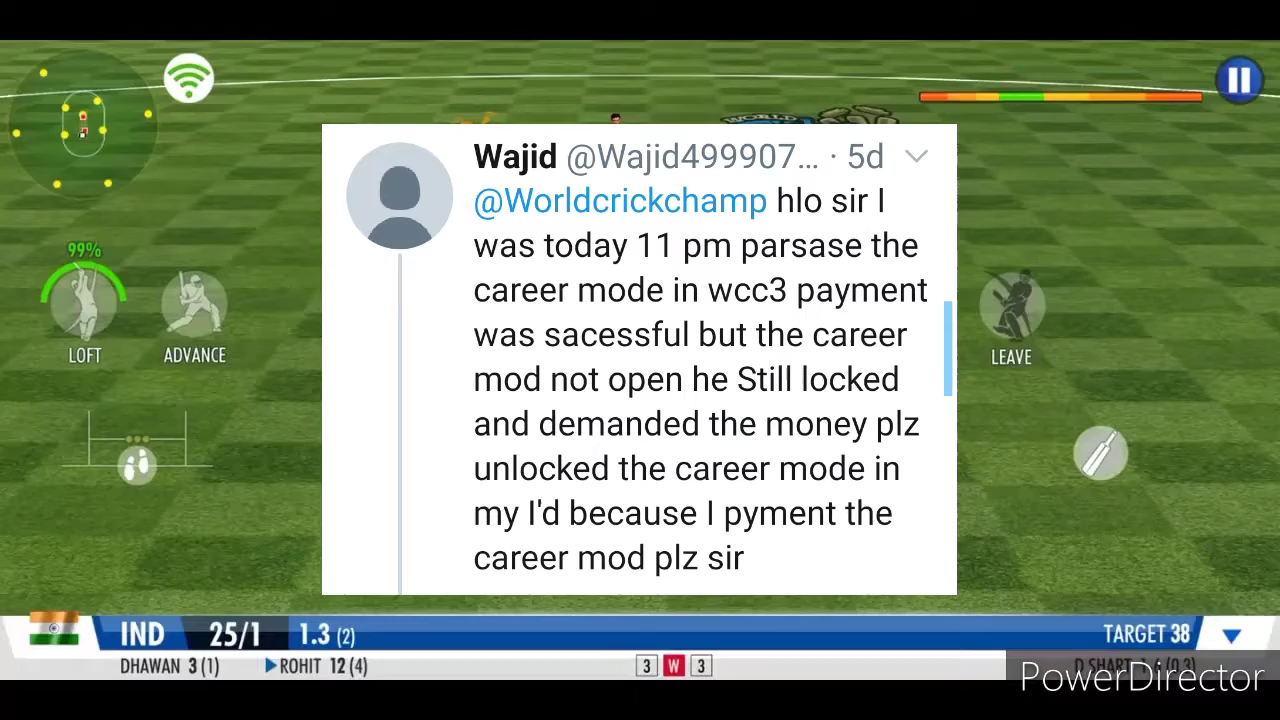 Wajid @Wajid499907... · 5d
@Worldcrickchamp hlo sir I
was today 11 pm parsase the
career mode in wcc3 payment
was sacessful but the career
mod not open he Still locked
and demanded the money plz
unlocked the career mode in
my I'd because I pyment the
career mod plz sir
WORLD
99%
LOFT
ADVANCE
LEAVE
IND 25/1 1.3 (2)
TARGET 38
DHAWAN 3 (1) ROHIT 12 (4)
3 W 3
PowerDirector